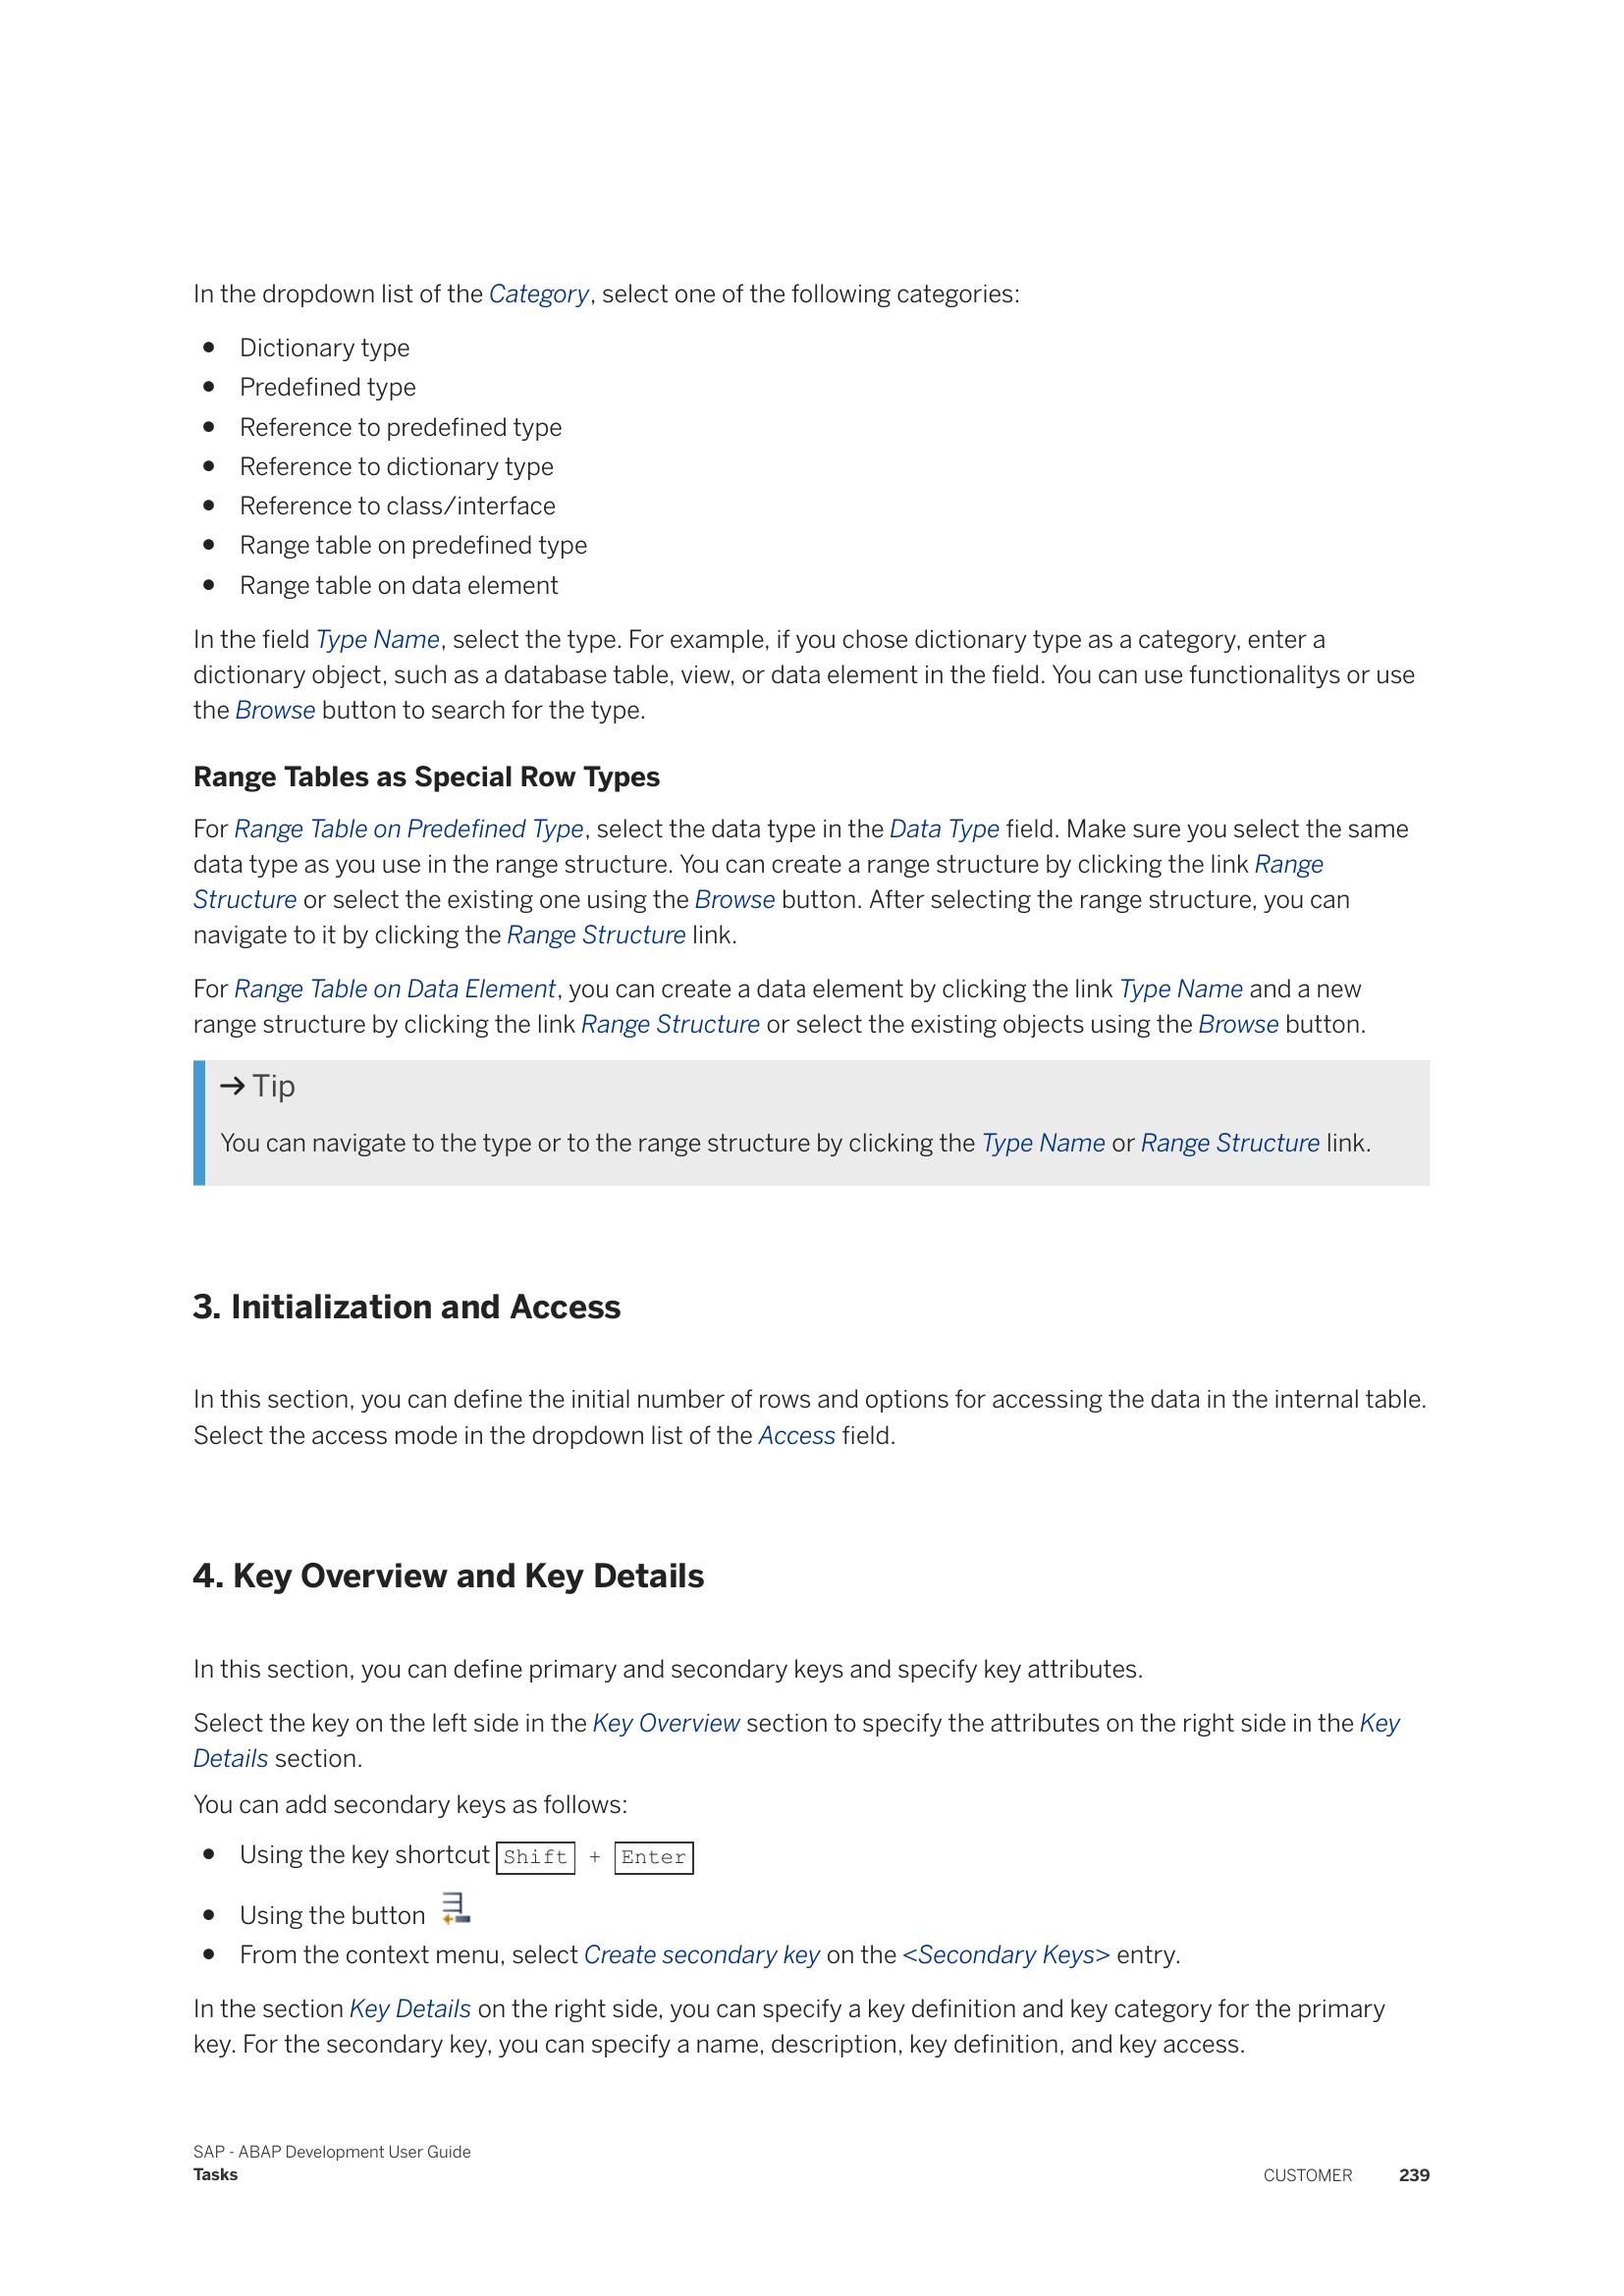 In the dropdown list of the Category, select one of the following categories:
● Dictionary type
● Predefined type
● Reference to predefined type
● Reference to dictionary type
● Reference to class/interface
● Range table on predefined type
● Range table on data element
In the field Type Name, select the type. For example, if you chose dictionary type as a category, enter a
dictionary object, such as a database table, view, or data element in the field. You can use functionalitys or use
the Browse button to search for the type.
Range Tables as Special Row Types
For Range Table on Predefined Type, select the data type in the Data Type field. Make sure you select the same
data type as you use in the range structure. You can create a range structure by clicking the link Range
Structure or select the existing one using the Browse button. After selecting the range structure, you can
navigate to it by clicking the Range Structure link.
For Range Table on Data Element, you can create a data element by clicking the link Type Name and a new
range structure by clicking the link Range Structure or select the existing objects using the Browse button.
→ Tip
You can navigate to the type or to the range structure by clicking the Type Name or Range Structure link.
3. Initialization and Access
In this section, you can define the initial number of rows and options for accessing the data in the internal table.
Select the access mode in the dropdown list of the Access field.
4. Key Overview and Key Details
In this section, you can define primary and secondary keys and specify key attributes.
Select the key on the left side in the Key Overview section to specify the attributes on the right side in the Key
Details section.
You can add secondary keys as follows:
● Using the key shortcut Shift + Enter
● Using the button
● From the context menu, select Create secondary key on the <Secondary Keys> entry.
In the section Key Details on the right side, you can specify a key definition and key category for the primary
key. For the secondary key, you can specify a name, description, key definition, and key access.
SAP - ABAP Development User Guide
Tasks
CUSTOMER 239